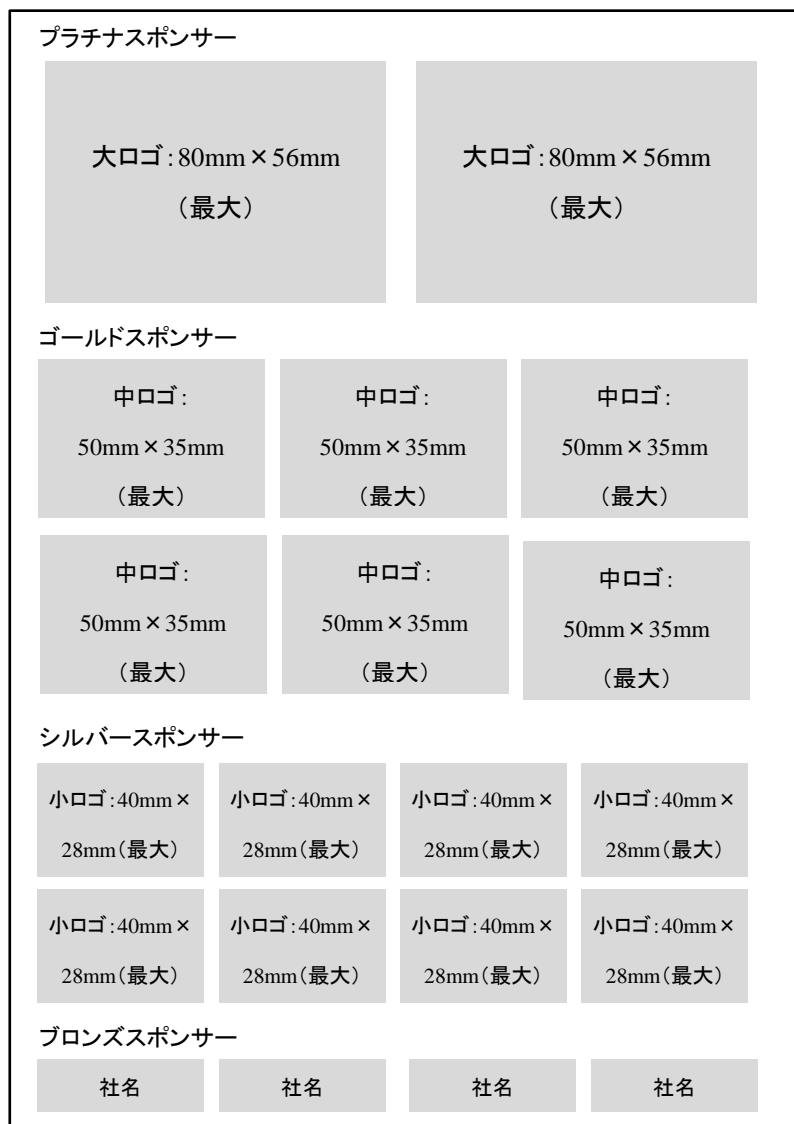 プラチナスポンサー
大ロゴ:80mm×56mm
(最大)
大ロゴ:80mm×56mm
(最大)
ゴールドスポンサー
中ロゴ:
50mm×35mm
(最大)
中ロゴ:
50mm×35mm
(最大)
中ロゴ:
50mm×35mm
(最大)
中ロゴ:
50mm×35mm
(最大)
中ロゴ:
50mm×35mm
(最大)
中ロゴ:
50mm×35mm
(最大)
シルバースポンサー
小ロゴ:40mm×
28mm(最大)
小ロゴ:40mm×
28mm(最大)
小ロゴ:40mm×
28mm(最大)
小ロゴ:40mm×
28mm(最大)
小ロゴ:40mm×
28mm(最大)
小ロゴ:40mm×
28mm(最大)
小ロゴ:40mm×
28mm(最大)
小ロゴ:40mm×
28mm(最大)
ブロンズスポンサー
社名
社名
社名
社名